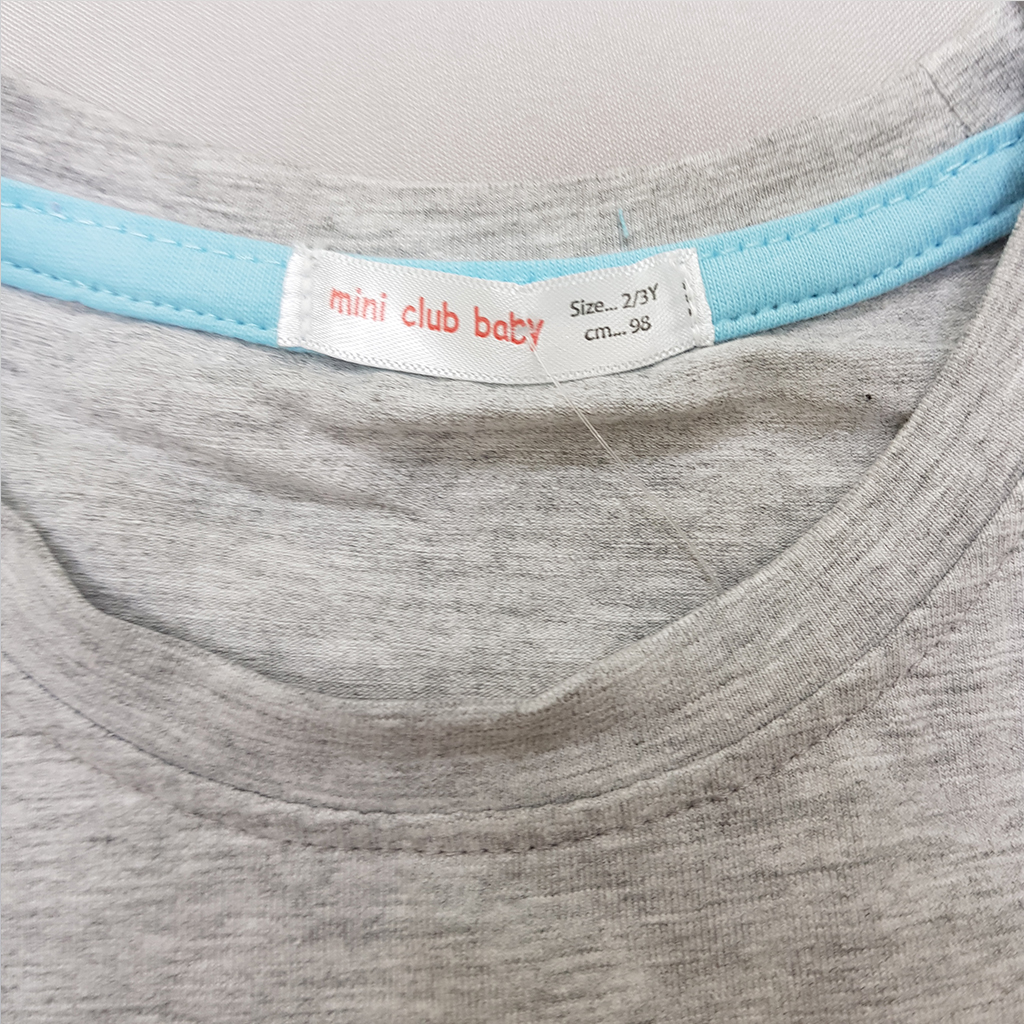 mini club baby
Size... 2/3Y
cm... 98